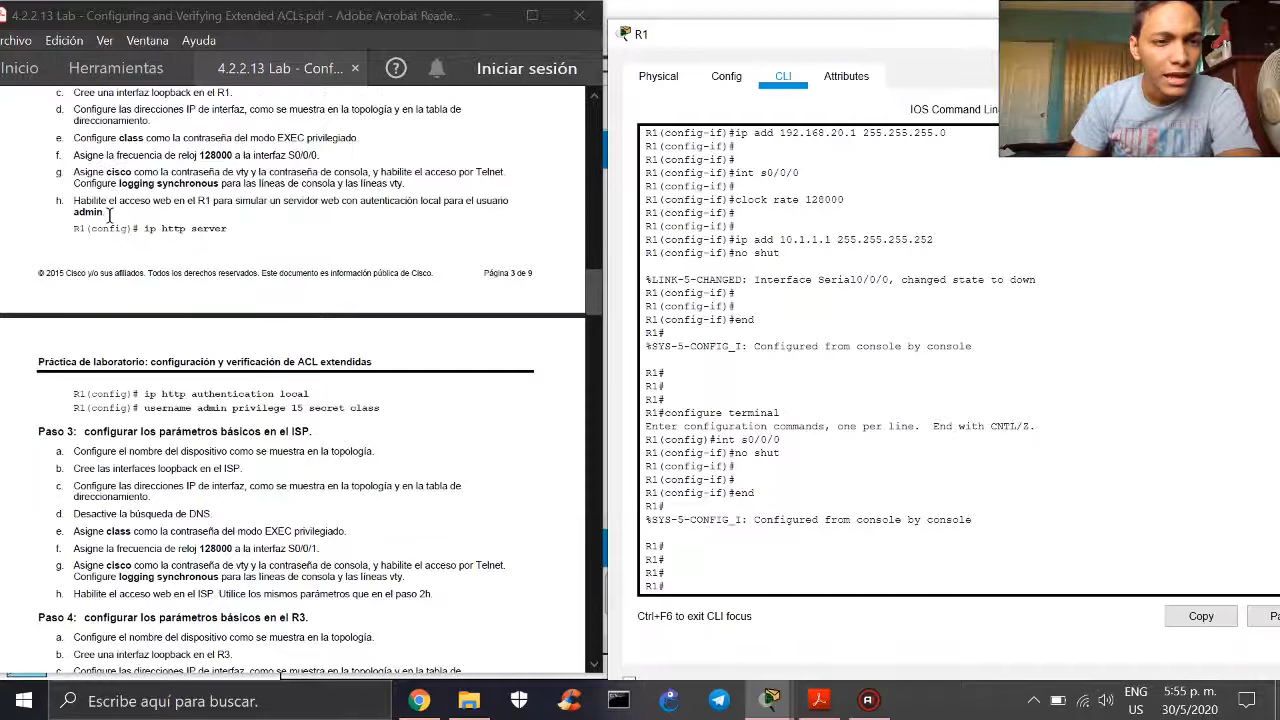 4.2.2.13 Lab - Configuring and Verifying Extended ACLs.pdf - Adobe Acrobat Reade...
Archivo Edición Ver Ventana Ayuda
Inicio Herramientas 4.2.2.13 Lab - Conf... × Iniciar sesión
c. Cree una interfaz loopback en el R1.
d. Configure las direcciones IP de interfaz, como se muestra en la topología y en la tabla de
direccionamiento.
e. Configure class como la contraseña del modo EXEC privilegiado.
f. Asigne la frecuencia de reloj 128000 a la interfaz S0/0/0.
g. Asigne cisco como la contraseña de vty y la contraseña de consola, y habilite el acceso por Telnet.
Configure logging synchronous para las líneas de consola y las líneas vty.
h. Habilite el acceso web en el R1 para simular un servidor web con autenticación local para el usuario
admin.
R1(config)# ip http server
© 2015 Cisco y/o sus afiliados. Todos los derechos reservados. Este documento es información pública de Cisco. Página 3 de 9
Práctica de laboratorio: configuración y verificación de ACL extendidas
R1(config)# ip http authentication local
R1(config)# username admin privilege 15 secret class
Paso 3: configurar los parámetros básicos en el ISP.
a. Configure el nombre del dispositivo como se muestra en la topología.
b. Cree las interfaces loopback en el ISP.
c. Configure las direcciones IP de interfaz, como se muestra en la topología y en la tabla de
direccionamiento.
d. Desactive la búsqueda de DNS.
e. Asigne class como la contraseña del modo EXEC privilegiado.
f. Asigne la frecuencia de reloj 128000 a la interfaz S0/0/1.
g. Asigne cisco como la contraseña de vty y la contraseña de consola, y habilite el acceso por Telnet.
Configure logging synchronous para las líneas de consola y las líneas vty.
h. Habilite el acceso web en el ISP. Utilice los mismos parámetros que en el paso 2h.
Paso 4: configurar los parámetros básicos en el R3.
a. Configure el nombre del dispositivo como se muestra en la topología.
b. Cree una interfaz loopback en el R3.
c. Configure las direcciones IP de interfaz, como se muestra en la topología y en la tabla de
R1
Physical Config CLI Attributes
IOS Command Lin
R1(config-if)#ip add 192.168.20.1 255.255.255.0
R1(config-if)#
R1(config-if)#
R1(config-if)#int s0/0/0
R1(config-if)#
R1(config-if)#clock rate 128000
R1(config-if)#
R1(config-if)#
R1(config-if)#ip add 10.1.1.1 255.255.255.252
R1(config-if)#no shut
%LINK-5-CHANGED: Interface Serial0/0/0, changed state to down
R1(config-if)#
R1(config-if)#
R1(config-if)#end
R1#
%SYS-5-CONFIG_I: Configured from console by console
R1#
R1#
R1#
R1#configure terminal
Enter configuration commands, one per line. End with CNTL/Z.
R1(config)#int s0/0/0
R1(config-if)#no shut
R1(config-if)#
R1(config-if)#
R1(config-if)#end
R1#
%SYS-5-CONFIG_I: Configured from console by console
R1#
R1#
R1#
R1#
Ctrl+F6 to exit CLI focus Copy Pa
Escribe aquí para buscar.
ENG
US
5:55 p. m.
30/5/2020